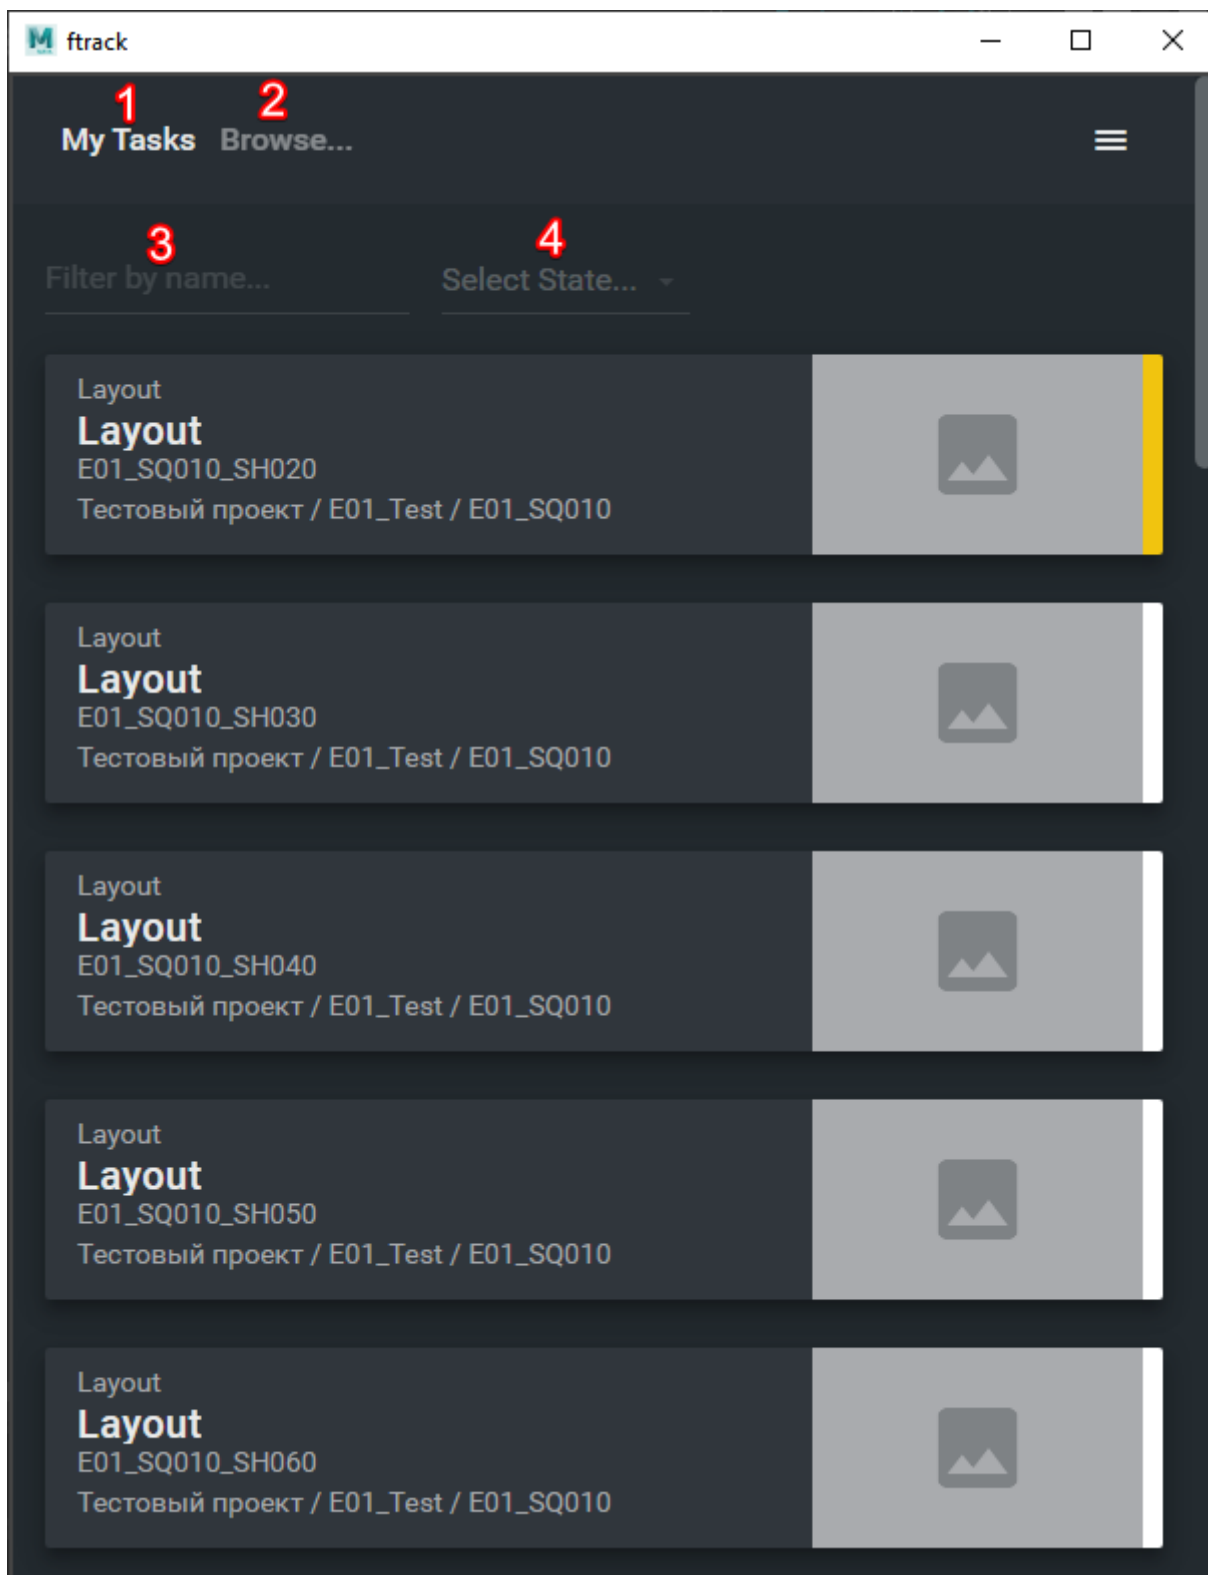 ftrack
1 2
My Tasks Browse...
3 4
Filter by name... Select State...
Layout
Layout
E01_SQ010_SH020
Тестовый проект / E01_Test / E01_SQ010
Layout
Layout
E01_SQ010_SH030
Тестовый проект / E01_Test / E01_SQ010
Layout
Layout
E01_SQ010_SH040
Тестовый проект / E01_Test / E01_SQ010
Layout
Layout
E01_SQ010_SH050
Тестовый проект / E01_Test / E01_SQ010
Layout
Layout
E01_SQ010_SH060
Тестовый проект / E01_Test / E01_SQ010